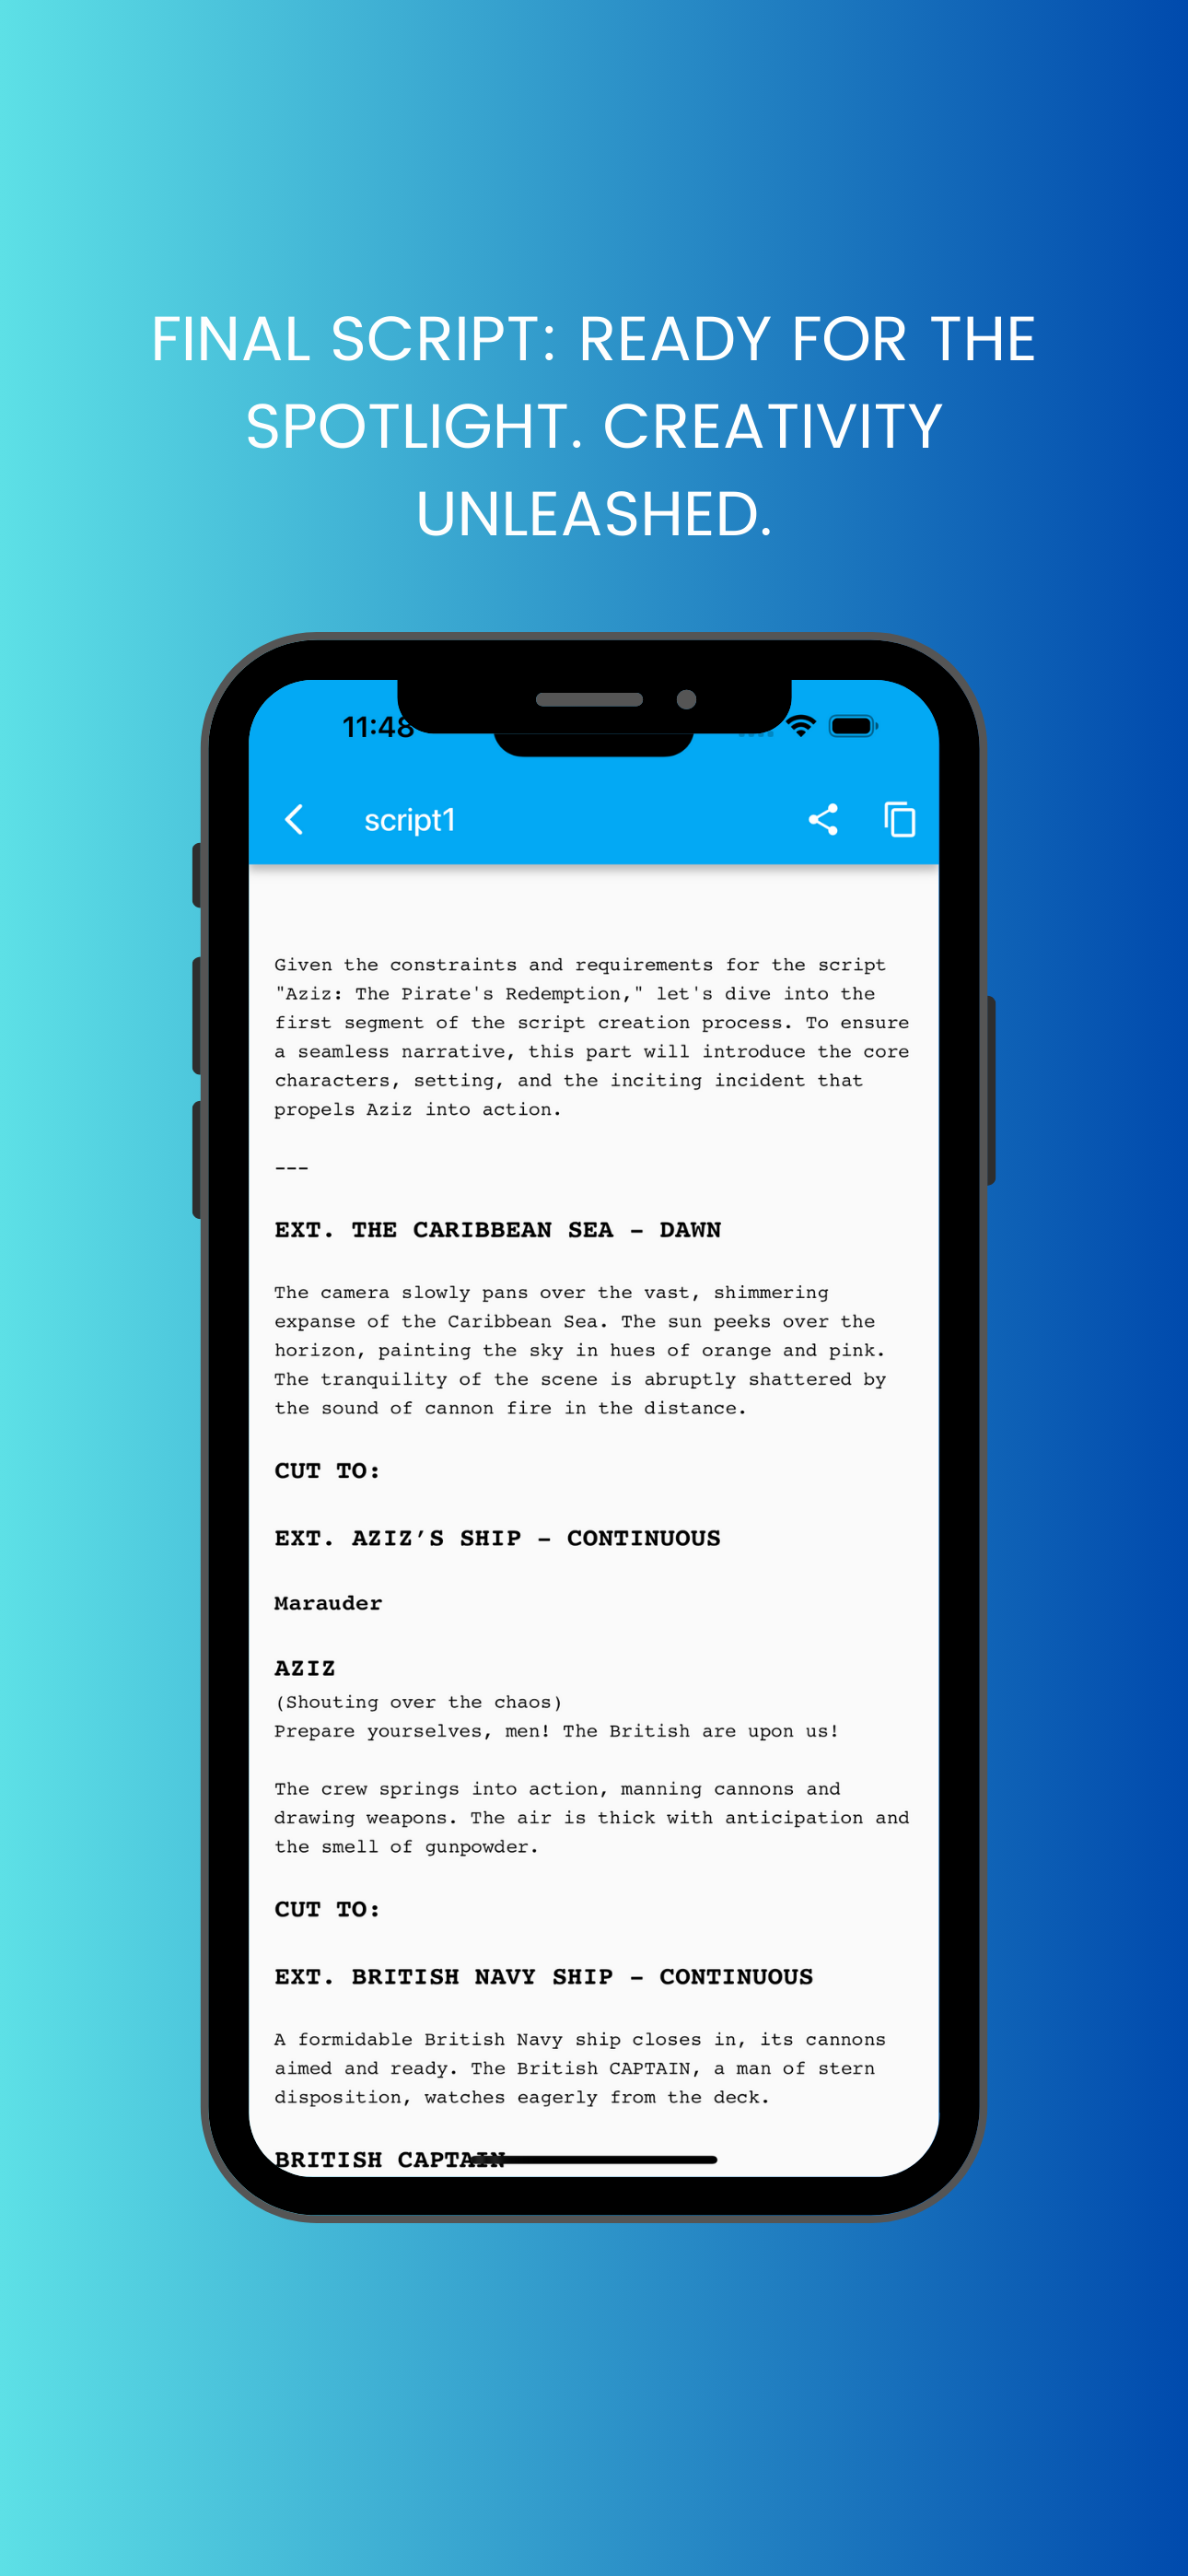 FINAL SCRIPT: READY FOR THE
SPOTLIGHT. CREATIVITY
UNLEASHED.
11:48
script1
Given the constraints and requirements for the script
"Aziz: The Pirate's Redemption," let's dive into the
first segment of the script creation process. To ensure
a seamless narrative, this part will introduce the core
characters, setting, and the inciting incident that
propels Aziz into action.
---
EXT. THE CARIBBEAN SEA – DAWN
The camera slowly pans over the vast, shimmering
expanse of the Caribbean Sea. The sun peeks over the
horizon, painting the sky in hues of orange and pink.
The tranquility of the scene is abruptly shattered by
the sound of cannon fire in the distance.
CUT TO:
EXT. AZIZ’S SHIP – CONTINUOUS
Marauder
AZIZ
(Shouting over the chaos)
Prepare yourselves, men! The British are upon us!
The crew springs into action, manning cannons and
drawing weapons. The air is thick with anticipation and
the smell of gunpowder.
CUT TO:
EXT. BRITISH NAVY SHIP – CONTINUOUS
A formidable British Navy ship closes in, its cannons
aimed and ready. The British CAPTAIN, a man of stern
disposition, watches eagerly from the deck.
BRITISH CAPTAIN